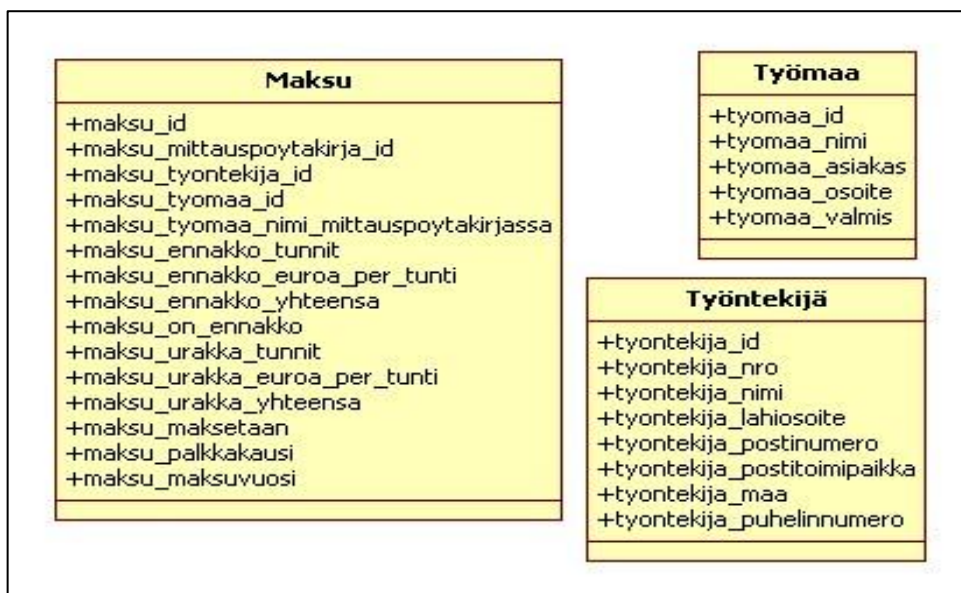 Maksu
+maksu_id
+maksu_mittauspoytakirja_id
+maksu_tyontekija_id
+maksu_tyomaa_id
+maksu_tyomaa_nimi_mittauspoytakirjassa
+maksu_ennakko_tunnit
+maksu_ennakko_euroa_per_tunti
+maksu_ennakko_yhteensa
+maksu_on_ennakko
+maksu_urakka_tunnit
+maksu_urakka_euroa_per_tunti
+maksu_urakka_yhteensa
+maksu_maksetaan
+maksu_palkkakausi
+maksu_maksuvuosi
Työmaa
+tyomaa_id
+tyomaa_nimi
+tyomaa_asiakas
+tyomaa_osoite
+tyomaa_valmis
Työntekijä
+tyontekija_id
+tyontekija_nro
+tyontekija_nimi
+tyontekija_lahiosoite
+tyontekija_postinumero
+tyontekija_postitoimipaikka
+tyontekija_maa
+tyontekija_puhelinnumero